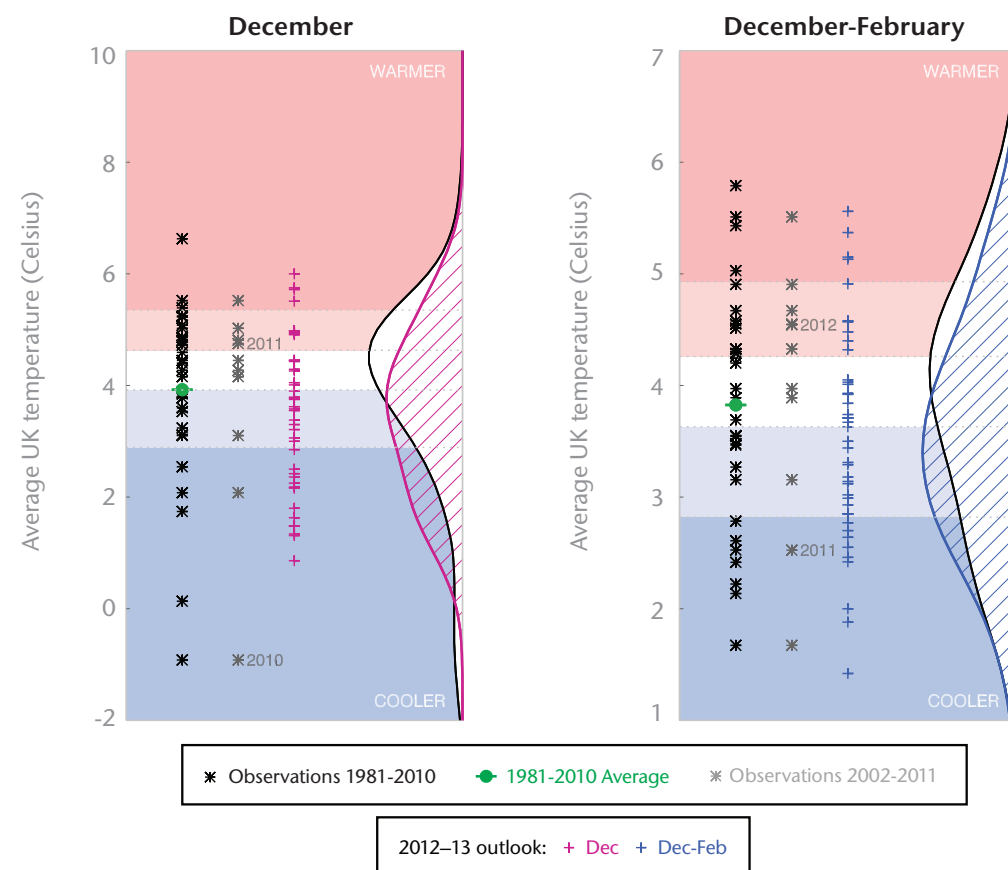 December
December-February
Average UK temperature (Celsius)
10
8
6
4
2
0
-2
WARMER
2011
2010
COOLER
Average UK temperature (Celsius)
7
6
5
4
3
2
1
WARMER
2012
2011
COOLER
Observations 1981-2010 1981-2010 Average Observations 2002-2011
2012–13 outlook: + Dec + Dec-Feb